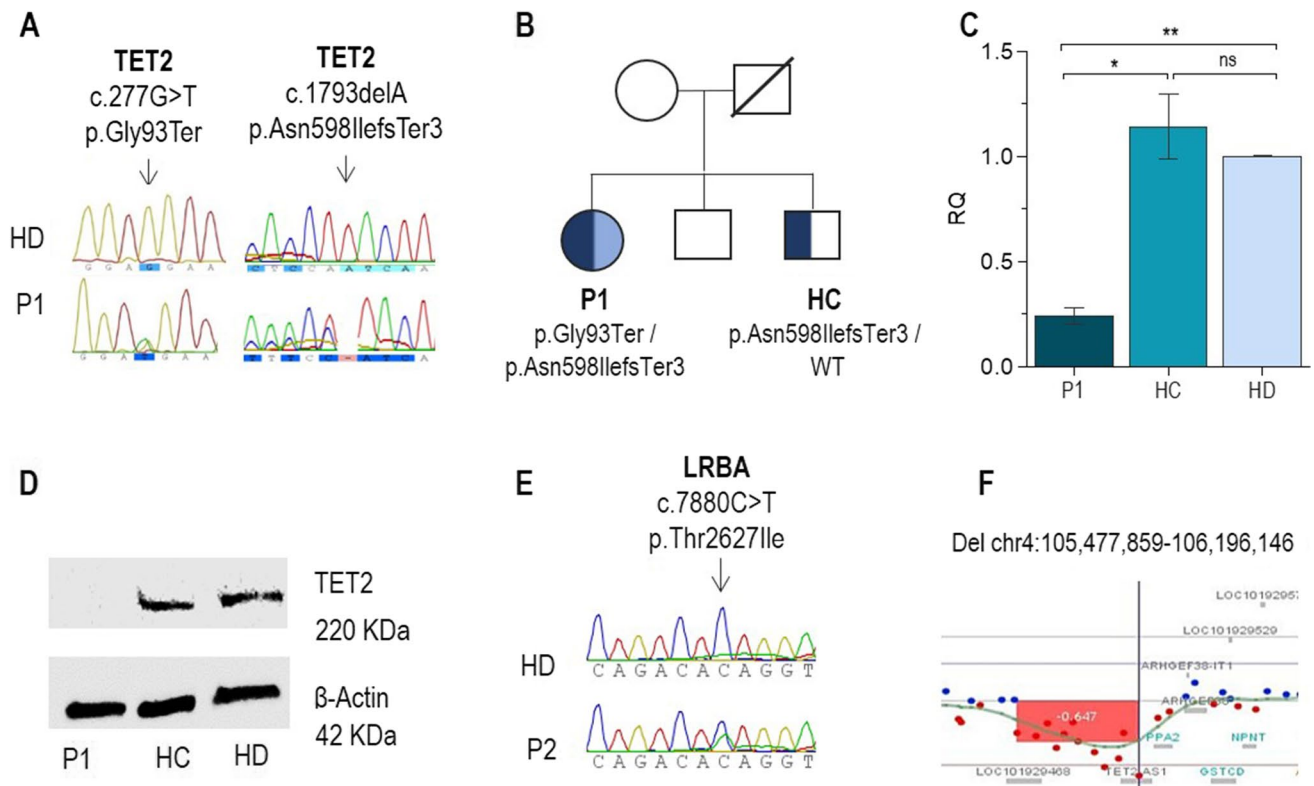 A
TET2
c.277G>T
p.Gly93Ter
TET2
c.1793delA
p.Asn598IlefsTer3
HD
G G A G G A A
C T C C A A T C A A
P1
G G A T G A A
T T T C C - A T C A
B
P1
p.Gly93Ter /
p.Asn598IlefsTer3
HC
p.Asn598IlefsTer3 /
WT
C
1.5
1.0
0.5
0.0
RQ
**
*
ns
P1
HC
HD
D
TET2
220 KDa
β-Actin
42 KDa
P1 HC HD
E
LRBA
c.7880C>T
p.Thr2627Ile
HD
C A G A C A C A G G T
P2
C A G A C A C A G G T
F
Del chr4:105,477,859-106,196,146
LOC10192957
LOC101929529
ARHGEF38-IT1
-0.647
PPA2
NPNT
LOC101929468
TET2-AS1
GSTCD